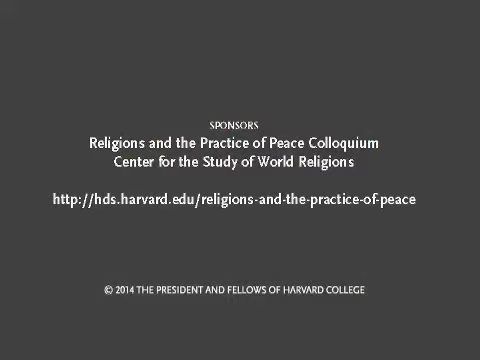 SPONSORS
Religions and the Practice of Peace Colloquium
Center for the Study of World Religions
http://hds.harvard.edu/religions-and-the-practice-of-peace
© 2014 THE PRESIDENT AND FELLOWS OF HARVARD COLLEGE